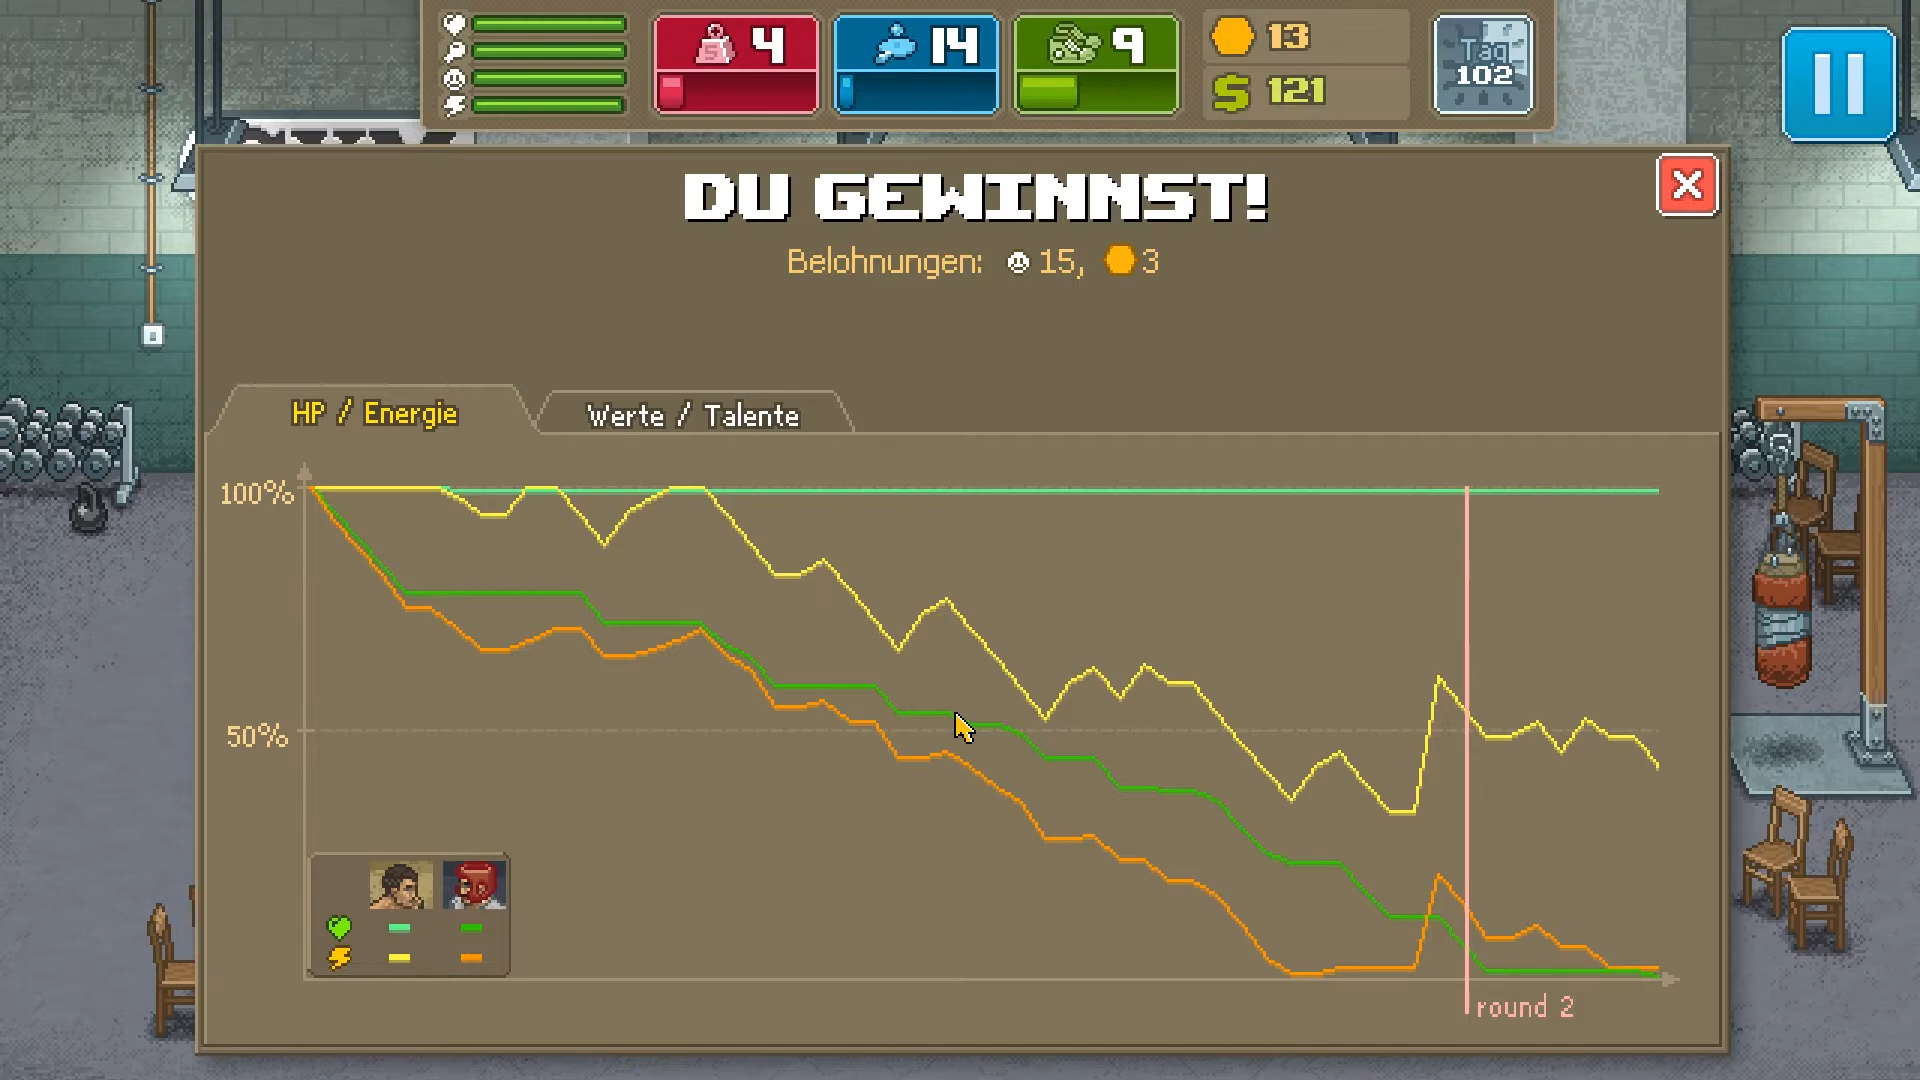 4
14
9
13
121
Tag
102
DU GEWINNST!
Belohnungen: 15, 3
HP / Energie
Werte / Talente
100%
50%
round 2